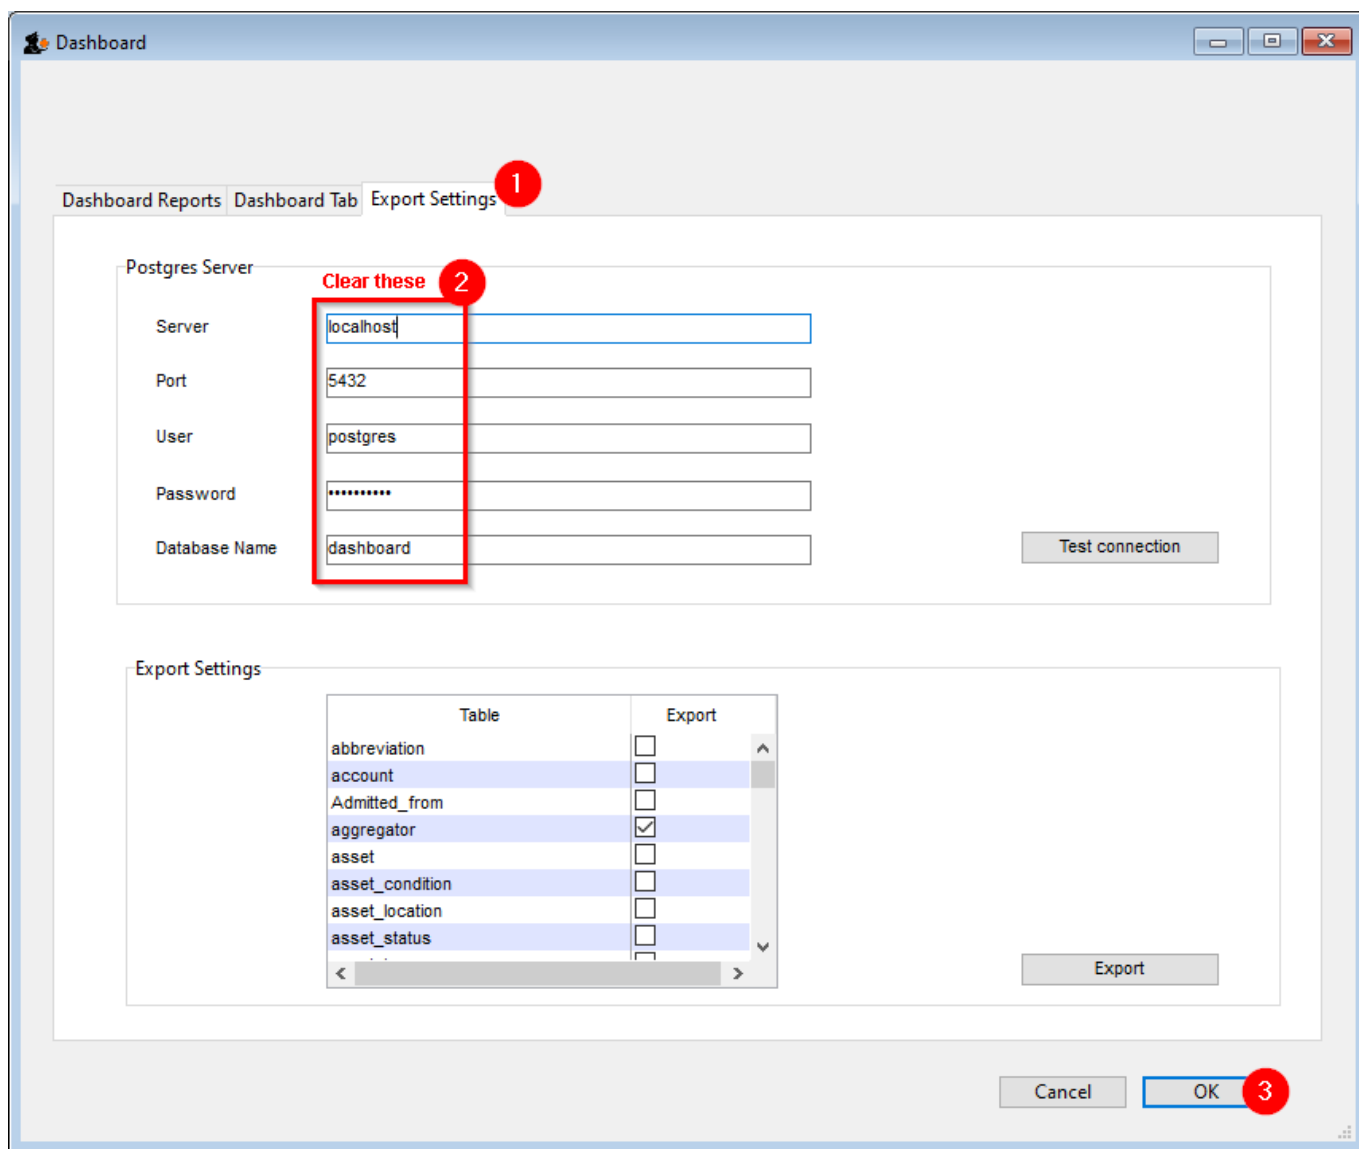 Dashboard
Dashboard Reports Dashboard Tab Export Settings 1
Postgres Server
Clear these 2
Server localhost
Port 5432
User postgres
Password ••••••••••
Database Name dashboard Test connection
Export Settings
Table Export
abbreviation
account
Admitted_from
aggregator
asset
asset_condition
asset_location
asset_status
Export
Cancel OK 3